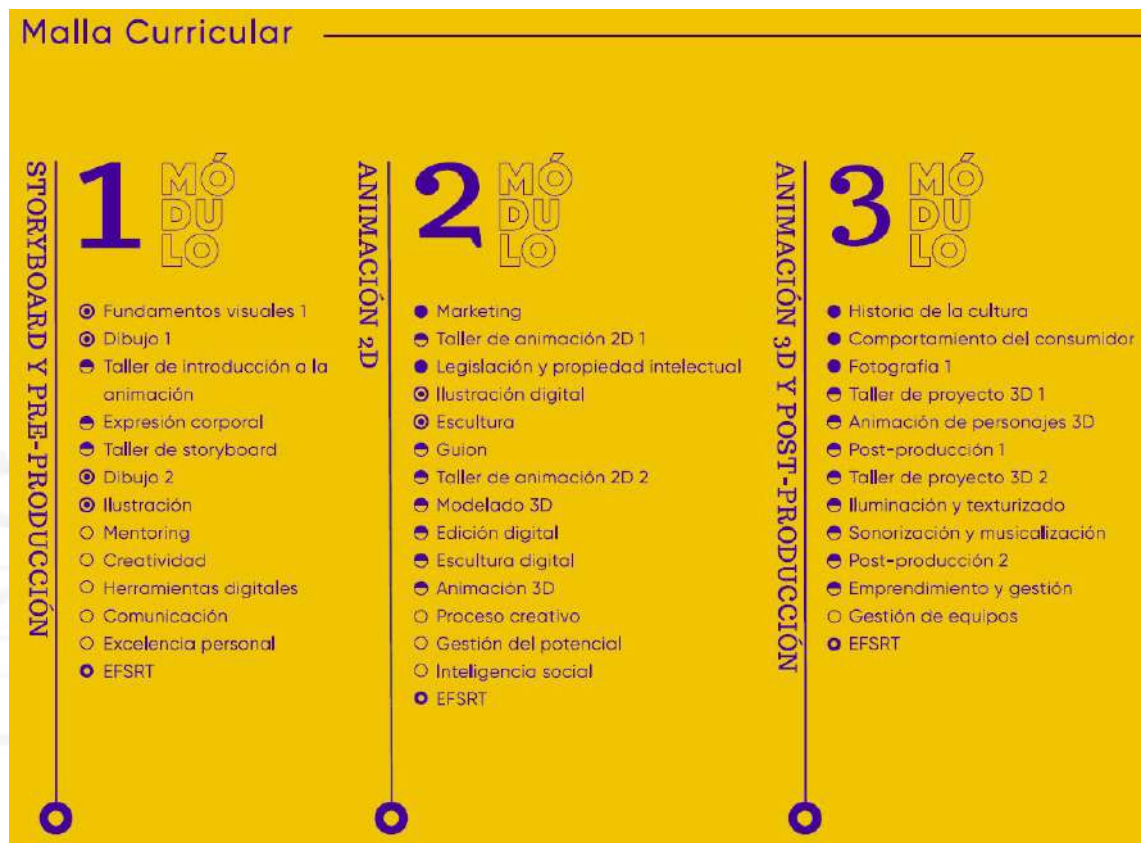 Malla Curricular
STORYBOARD Y PRE-PRODUCCIÓN
1
MÓ
DU
LO
Fundamentos visuales 1
Dibujo 1
Taller de introducción a la
animación
Expresión corporal
Taller de storyboard
Dibujo 2
Ilustración
Mentoring
Creatividad
Herramientas digitales
Comunicación
Excelencia personal
EFSRT
ANIMACIÓN 2D
2
MÓ
DU
LO
Marketing
Taller de animación 2D 1
Legislación y propiedad intelectual
Ilustración digital
Escultura
Guion
Taller de animación 2D 2
Modelado 3D
Edición digital
Escultura digital
Animación 3D
Proceso creativo
Gestión del potencial
Inteligencia social
EFSRT
ANIMACIÓN 3D Y POST-PRODUCCIÓN
3
MÓ
DU
LO
Historia de la cultura
Comportamiento del consumidor
Fotografía 1
Taller de proyecto 3D 1
Animación de personajes 3D
Post-producción 1
Taller de proyecto 3D 2
Iluminación y texturizado
Sonorización y musicalización
Post-producción 2
Emprendimiento y gestión
Gestión de equipos
EFSRT